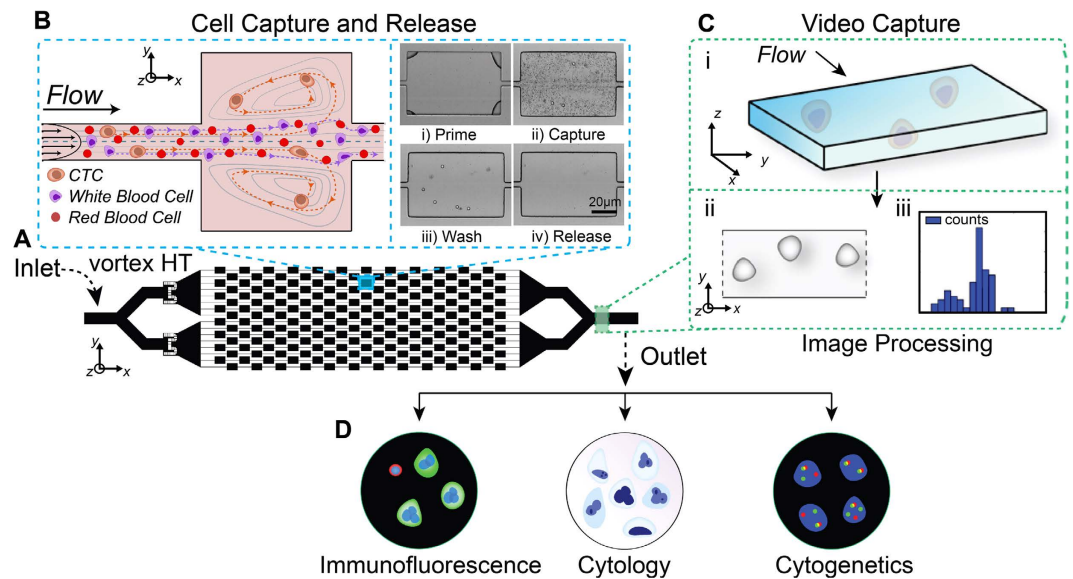 B
Cell Capture and Release
y
z
x
Flow
CTC
White Blood Cell
Red Blood Cell
i) Prime
ii) Capture
iii) Wash
20µm
iv) Release
C
Video Capture
i
Flow
z
y
x
ii
y
z
x
iii
counts
Image Processing
A
Inlet
vortex HT
y
z
x
Outlet
D
Immunofluorescence
Cytology
Cytogenetics